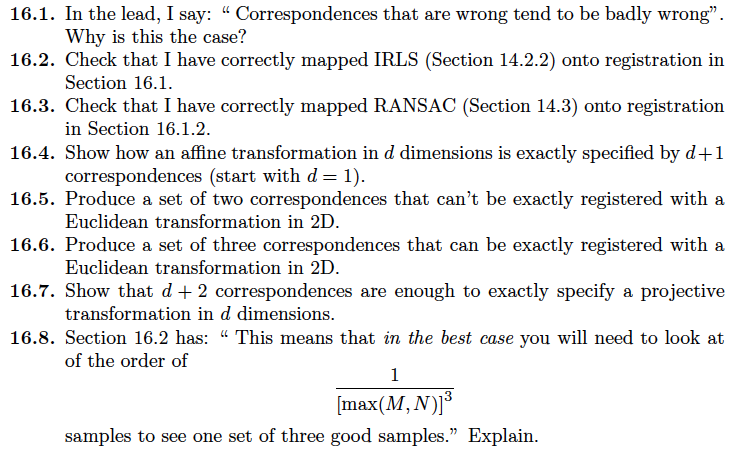 16.1. In the lead, I say: “ Correspondences that are wrong tend to be badly wrong”.
Why is this the case?
16.2. Check that I have correctly mapped IRLS (Section 14.2.2) onto registration in
Section 16.1.
16.3. Check that I have correctly mapped RANSAC (Section 14.3) onto registration
in Section 16.1.2.
16.4. Show how an affine transformation in d dimensions is exactly specified by d+1
correspondences (start with d = 1).
16.5. Produce a set of two correspondences that can’t be exactly registered with a
Euclidean transformation in 2D.
16.6. Produce a set of three correspondences that can be exactly registered with a
Euclidean transformation in 2D.
16.7. Show that d + 2 correspondences are enough to exactly specify a projective
transformation in d dimensions.
16.8. Section 16.2 has: “ This means that in the best case you will need to look at
of the order of
1
[max(M, N)]³
samples to see one set of three good samples.” Explain.